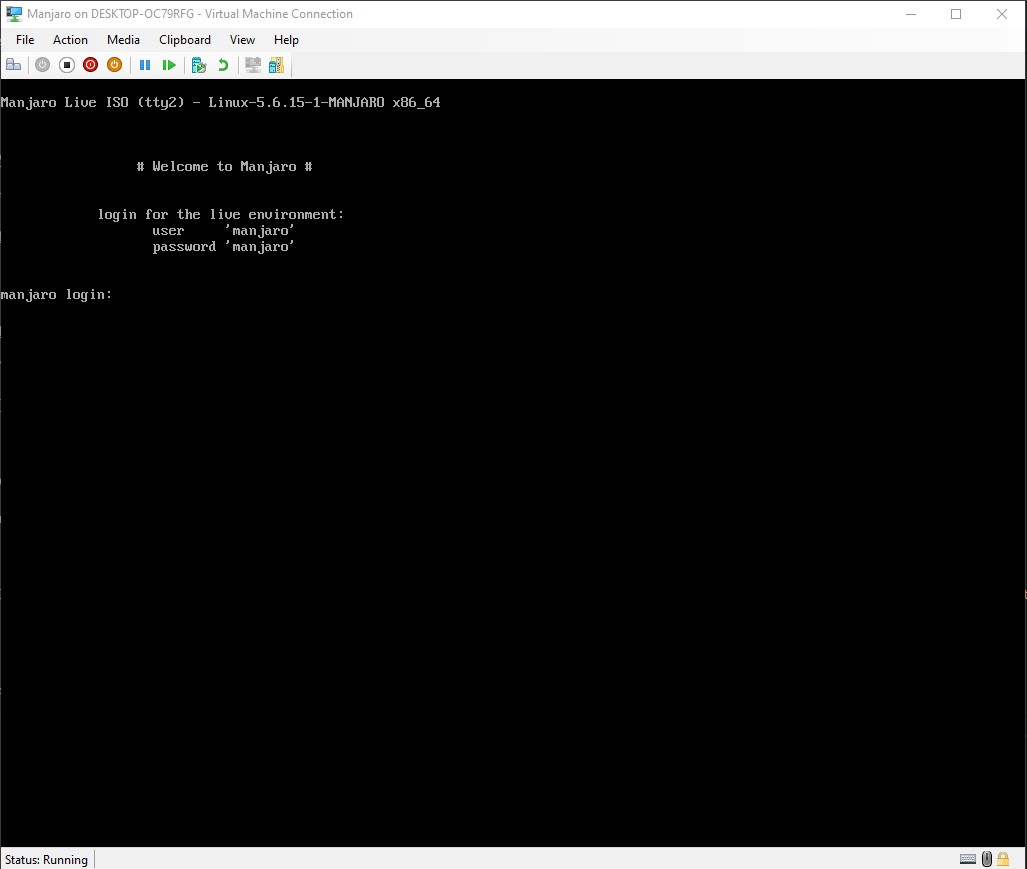 Manjaro on DESKTOP-OC79RFG - Virtual Machine Connection
File Action Media Clipboard View Help
Manjaro Live ISO (tty2) - Linux-5.6.15-1-MANJARO x86_64
# Welcome to Manjaro #
login for the live environment:
user 'manjaro'
password 'manjaro'
manjaro login:
Status: Running